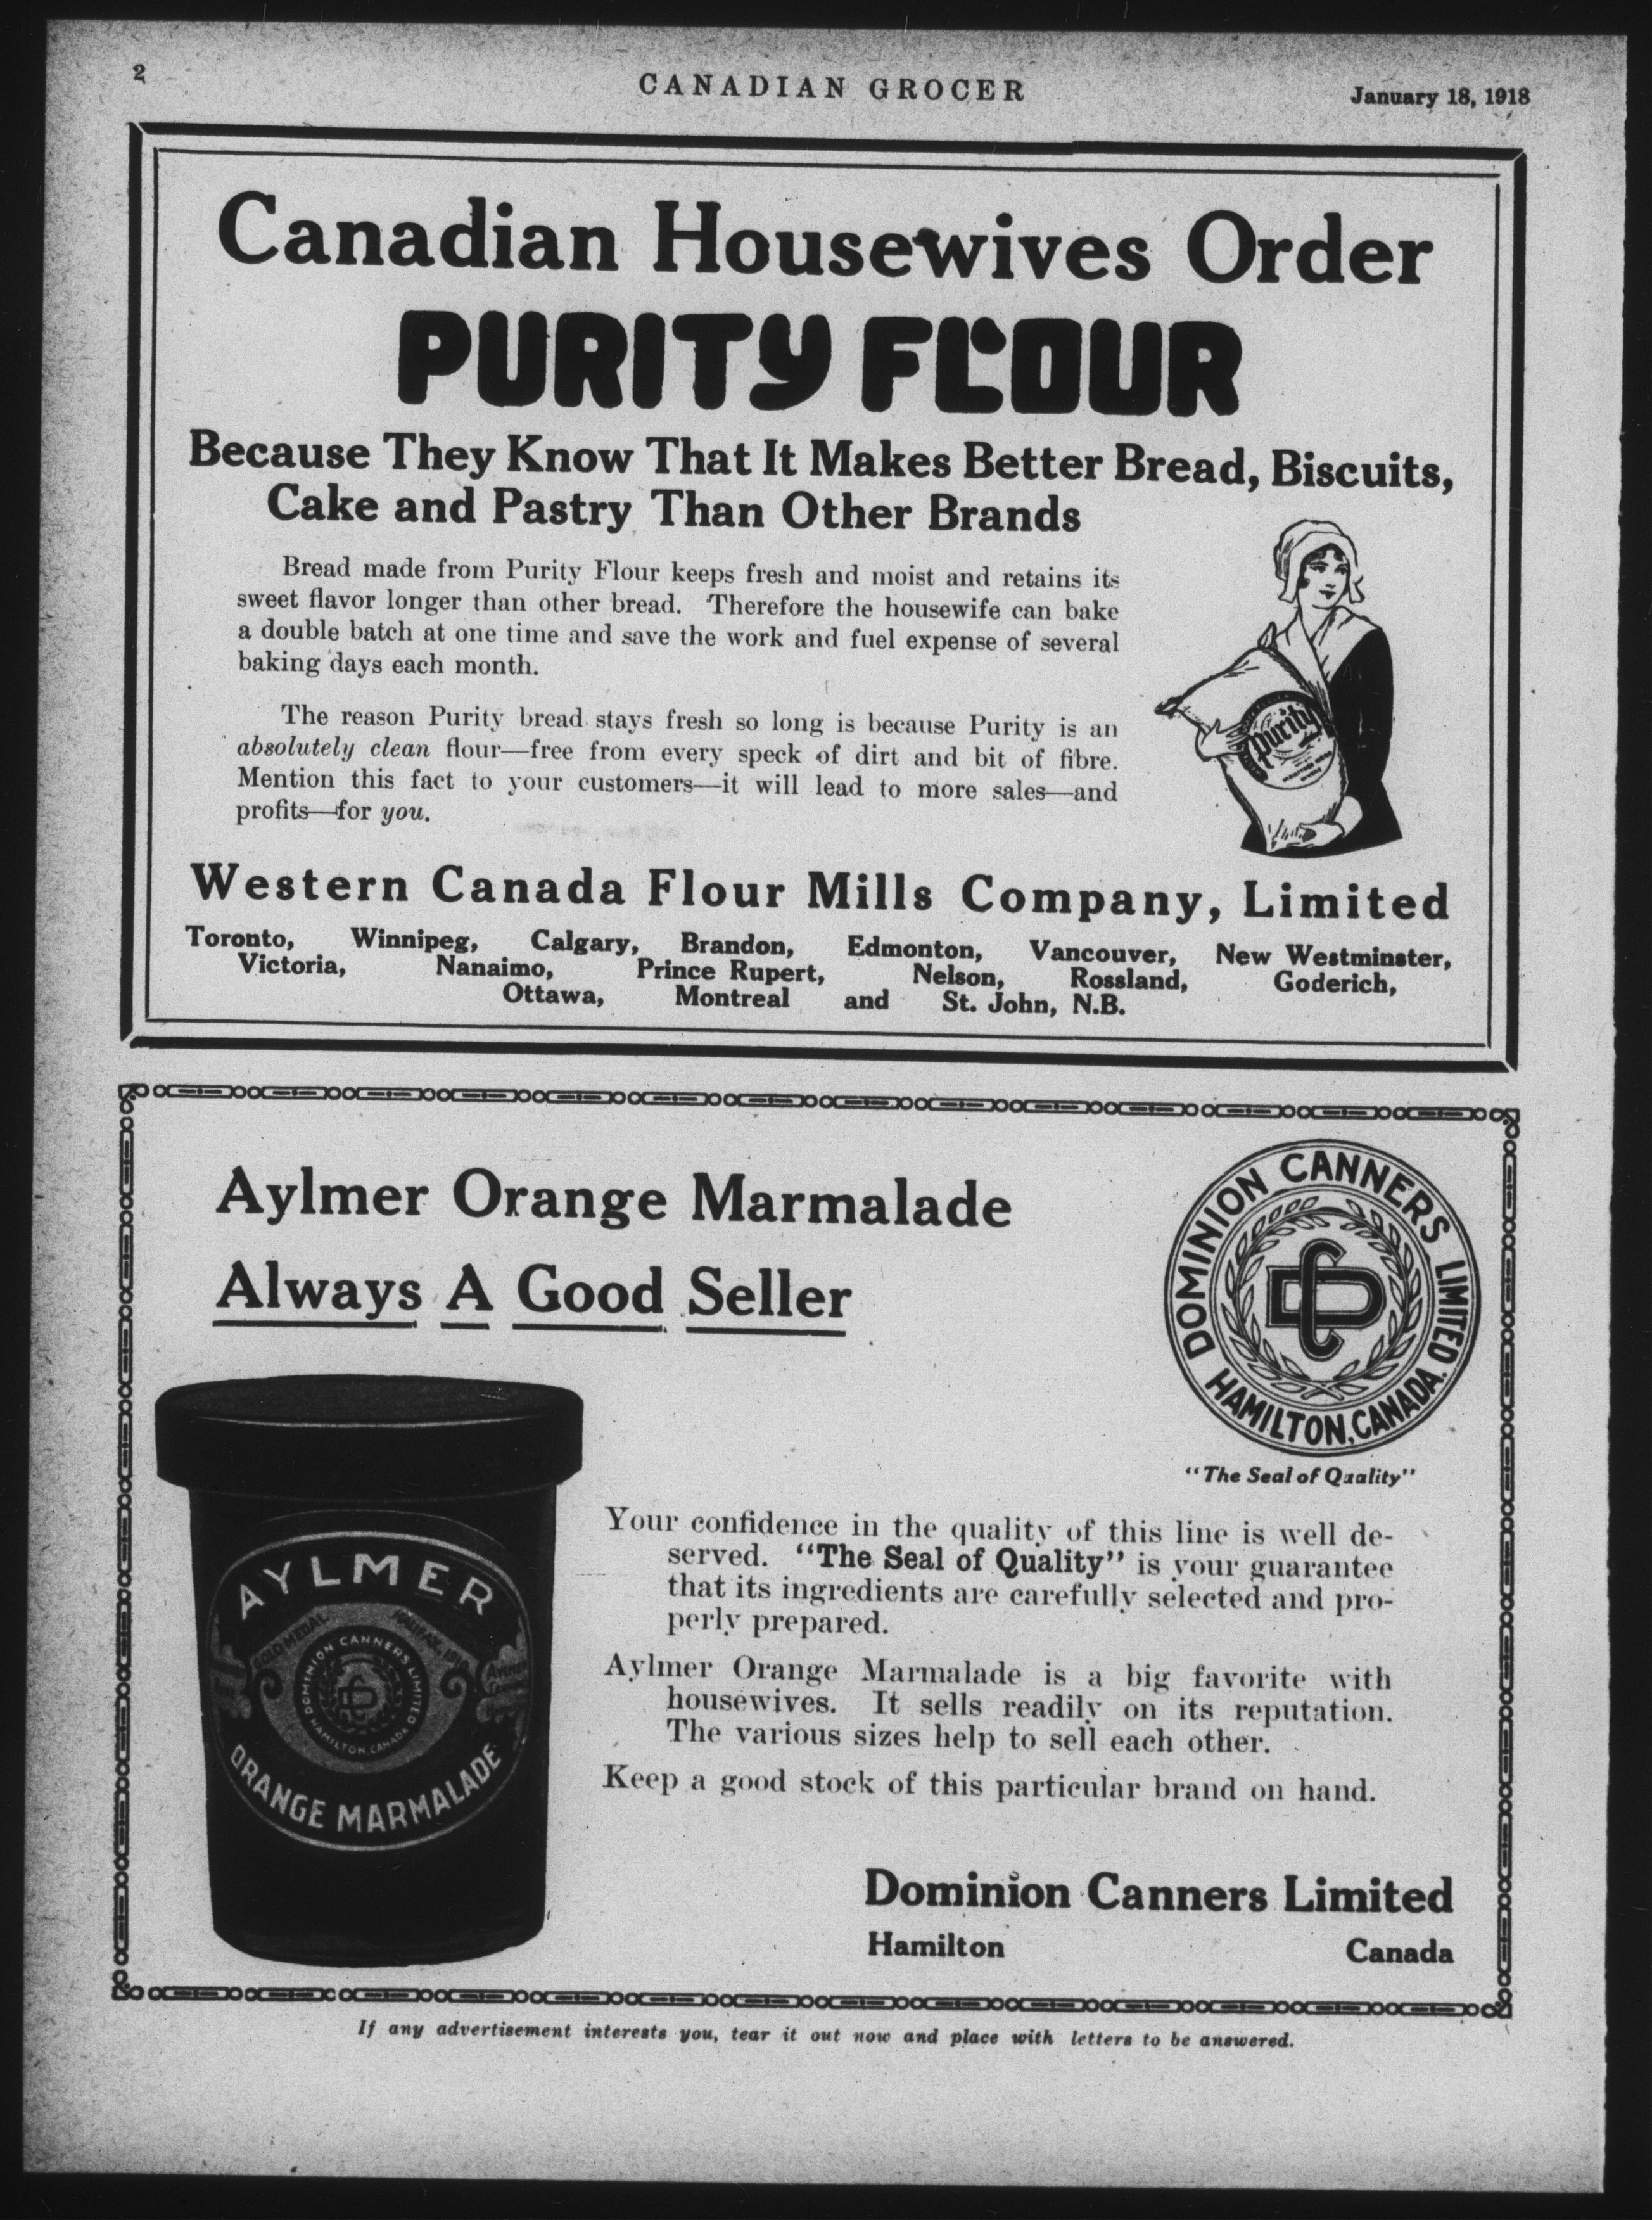 2
CANADIAN GROCER
January 18, 1918
Canadian Housewives Order
PURITY FLOUR
Because They Know That It Makes Better Bread, Biscuits,
Cake and Pastry Than Other Brands
Bread made from Purity Flour keeps fresh and moist and retains its
sweet flavor longer than other bread. Therefore the housewife can bake
a double batch at one time and save the work and fuel expense of several
baking days each month.
The reason Purity bread stays fresh so long is because Purity is an
absolutely clean flour—free from every speck of dirt and bit of fibre.
Mention this fact to your customers—it will lead to more sales—and
profits—for you.
purity
Western Canada Flour Mills Company, Limited
Toronto, Winnipeg, Calgary, Brandon, Edmonton, Vancouver, New Westminster,
Victoria, Nanaimo, Prince Rupert, Nelson, Rossland, Goderich,
Ottawa, Montreal and St. John, N.B.
Aylmer Orange Marmalade
Always A Good Seller
DOMINION CANNERS LIMITED.
HAMILTON, CANADA.
"The Seal of Quality"
AYLMER
GOLD MEDAL
DOMINION CANNERS LIMITED
HAMILTON, CANADA
ORANGE MARMALADE
Your confidence in the quality of this line is well de-
served. "The Seal of Quality" is your guarantee
that its ingredients are carefully selected and pro-
perly prepared.
Aylmer Orange Marmalade is a big favorite with
housewives. It sells readily on its reputation.
The various sizes help to sell each other.
Keep a good stock of this particular brand on hand.
Dominion Canners Limited
Hamilton Canada
If any advertisement interests you, tear it out now and place with letters to be answered.